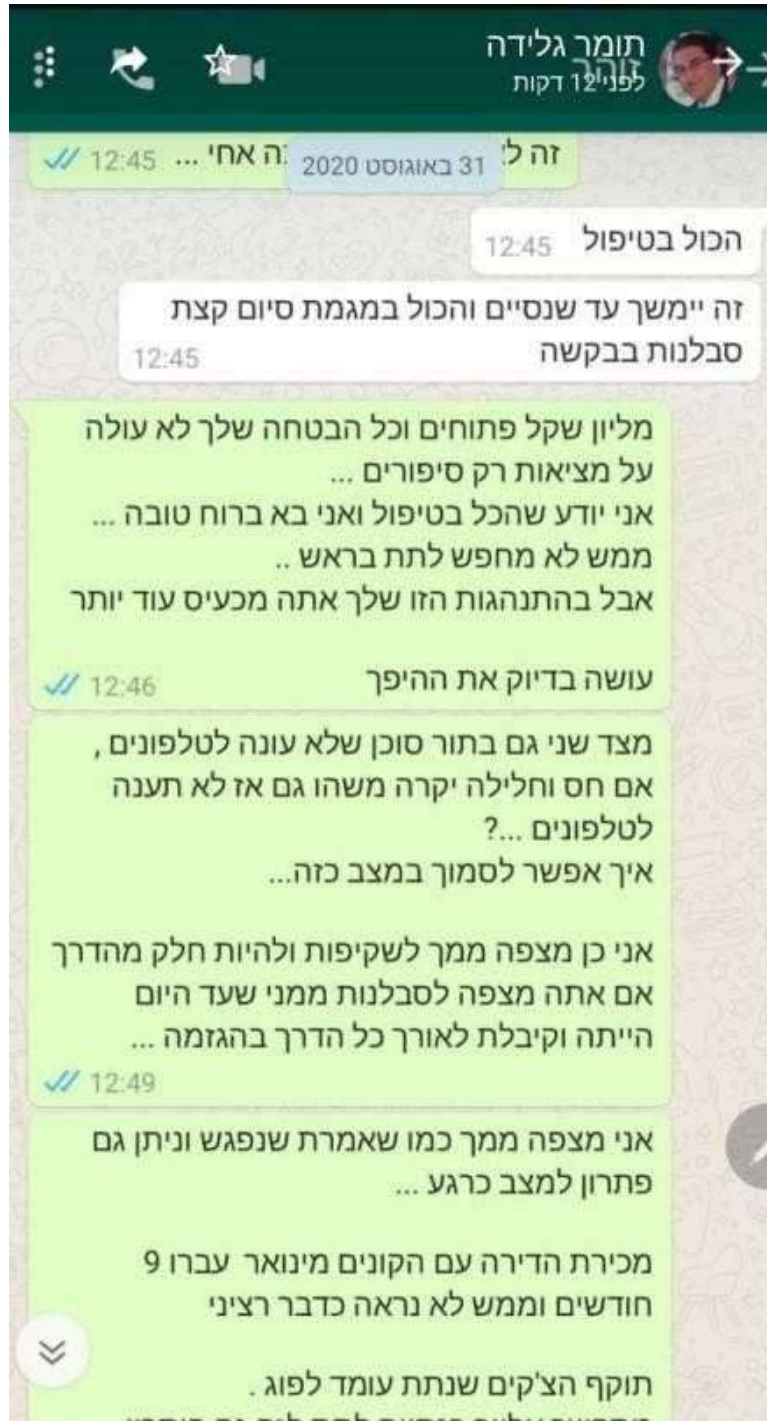 תומר גלידה
זוהר
לפני 12 דקות
31 באוגוסט 2020
זה
אחי ... 12:45
הכול בטיפול 12:45
זה יימשך עד שנסיים והכול במגמת סיום קצת
סבלנות בבקשה 12:45
מליון שקל פתוחים וכל הבטחה שלך לא עולה
על מציאות רק סיפורים ...
אני יודע שהכל בטיפול ואני בא ברוח טובה ...
ממש לא מחפש לתת בראש ..
אבל בהתנהגות הזו שלך אתה מכעיס עוד יותר
עושה בדיוק את ההיפך 12:46
מצד שני גם בתור סוכן שלא עונה לטלפונים ,
אם חס וחלילה יקרה משהו גם אז לא תענה
לטלפונים ...?
איך אפשר לסמוך במצב כזה...
אני כן מצפה ממך לשקיפות ולהיות חלק מהדרך
אם אתה מצפה לסבלנות ממני שעד היום
הייתה וקיבלת לאורך כל הדרך בהגזמה ...
12:49
אני מצפה ממך כמו שאמרת שנפגש וניתן גם
פתרון למצב כרגע ...
מכירת הדירה עם הקונים מינואר עברו 9
חודשים וממש לא נראה כדבר רציני
תוקף הצ'קים שנתת עומד לפוג .